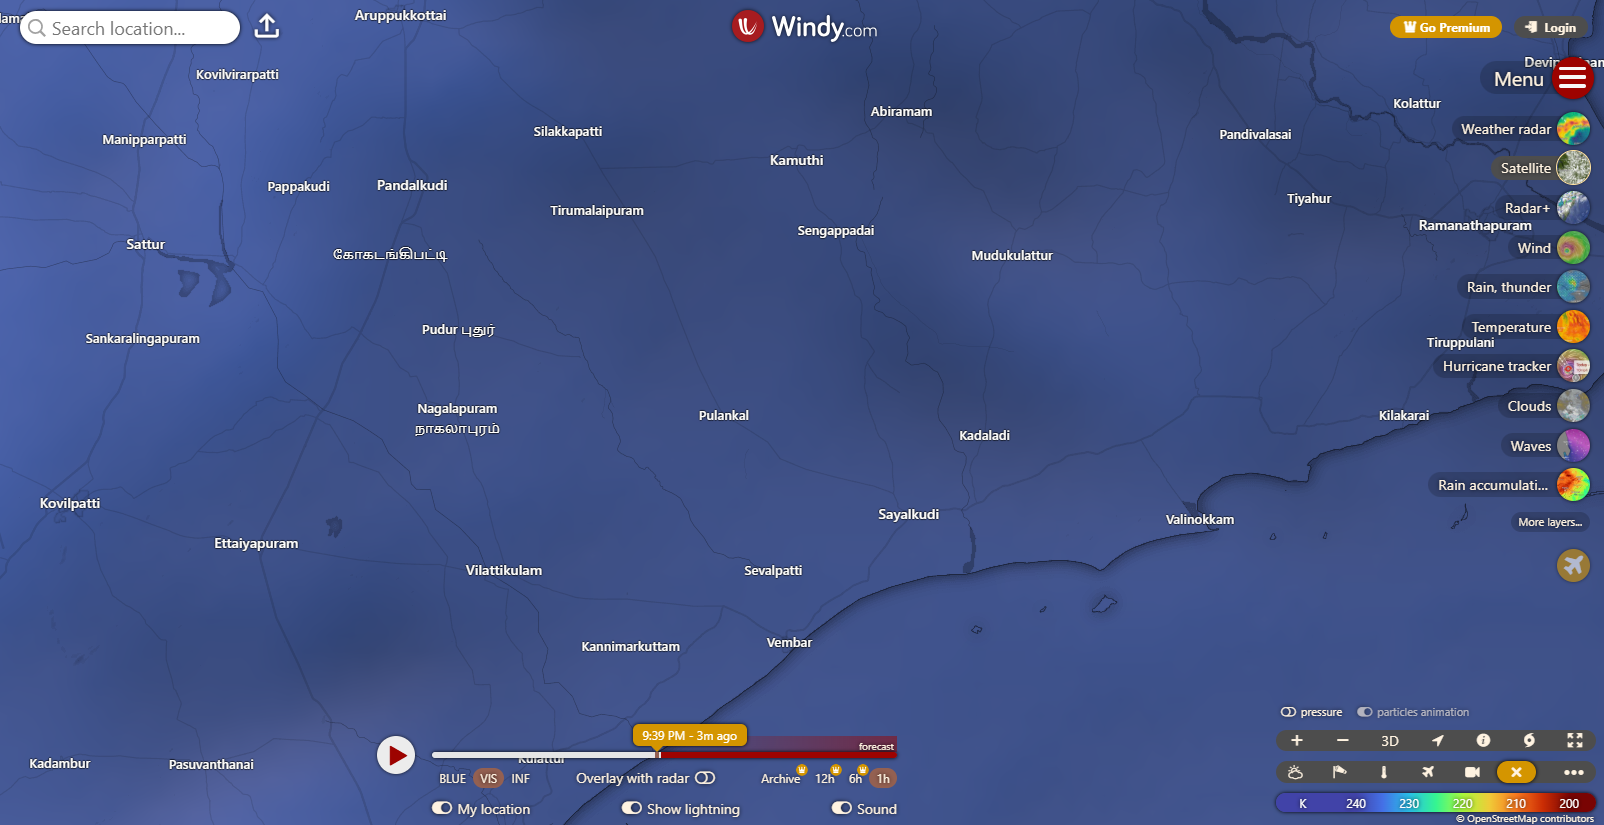 Search location...
Aruppukkottai
Windy.com
Go Premium
Login
Menu
Kovilvirarpatti
Kolattur
Abiramam
Weather radar
Silakkapatti
Pandivalasai
Manipparpatti
Kamuthi
Satellite
Pappakudi
Pandalkudi
Tiyahur
Radar+
Tirumalaipuram
Ramanathapuram
Sengappadai
Sattur
Wind
கோகடங்கிபட்டி
Mudukulattur
Rain, thunder
Temperature
Pudur புதுர்
Sankaralingapuram
Tiruppulani
Hurricane tracker
Clouds
Nagalapuram
நாகலாபுரம்
Pulankal
Kilakarai
Kadaladi
Waves
Rain accumulati...
Kovilpatti
Sayalkudi
Valinokkam
More layers...
Ettaiyapuram
Vilattikulam
Sevalpatti
Kannimarkuttam
Vembar
pressure
particles animation
9:39 PM - 3m ago
forecast
3D
Kadambur
Pasuvanthanai
BLUE VIS INF
Overlay with radar
Archive 12h 6h 1h
My location
Show lightning
Sound
K 240 230 220 210 200
© OpenStreetMap contributors